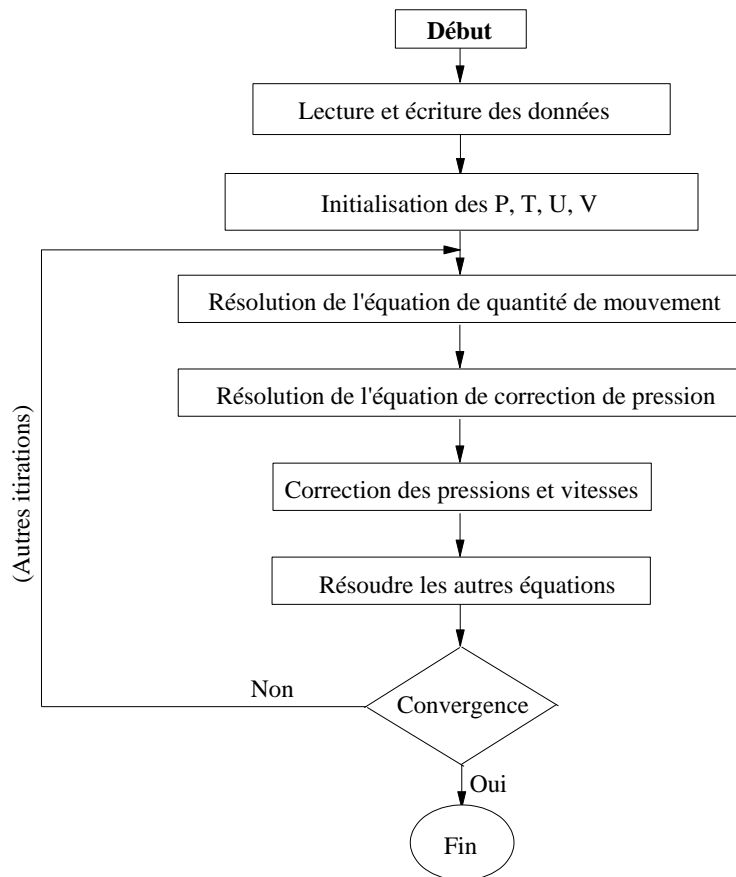 Début
Lecture et écriture des données
Initialisation des P, T, U, V
Résolution de l'équation de quantité de mouvement
Résolution de l'équation de correction de pression
(Autres itirations)
Correction des pressions et vitesses
Résoudre les autres équations
Non
Convergence
Oui
Fin